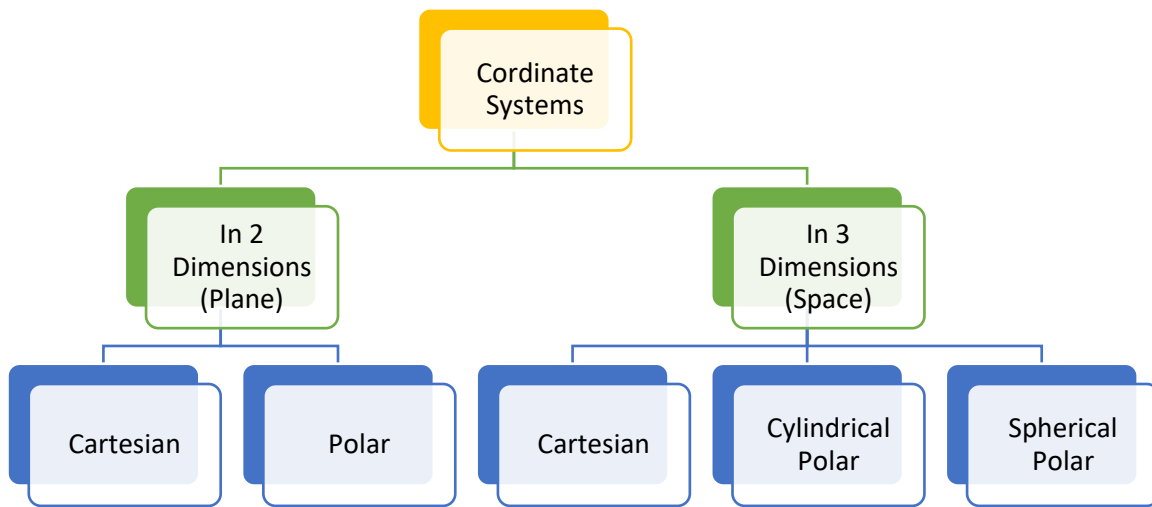 Cordinate
Systems
In 2
Dimensions
(Plane)
In 3
Dimensions
(Space)
Cartesian
Polar
Cartesian
Cylindrical
Polar
Spherical
Polar